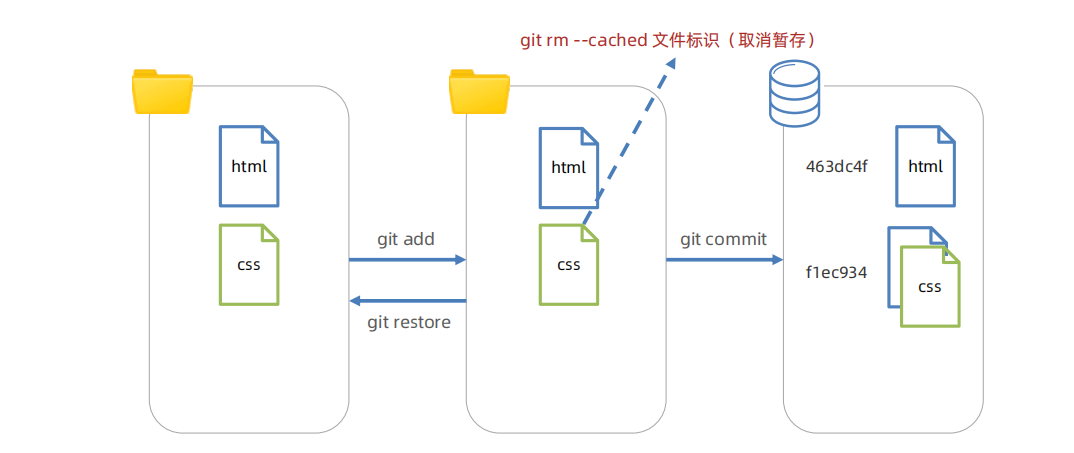 git rm --cached 文件标识（取消暂存）
html
css
git add
git restore
html
css
git commit
463dc4f
html
f1ec934
css